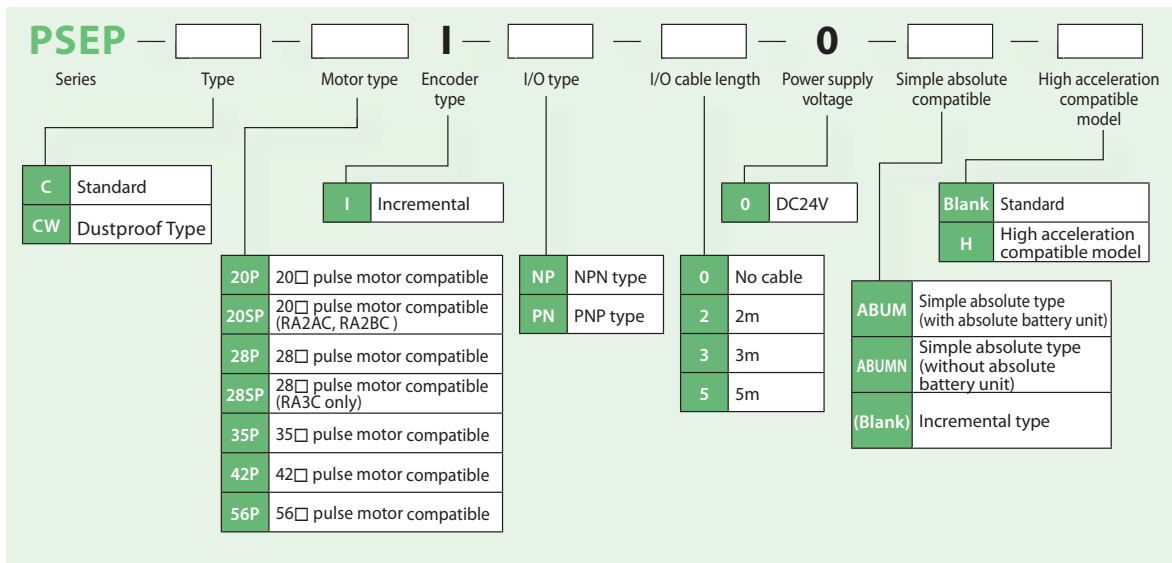 PSEP — — I — — — 0 — —
Series Type Motor type Encoder type I/O type I/O cable length Power supply voltage Simple absolute compatible High acceleration compatible model
C Standard
CW Dustproof Type
20P 20□ pulse motor compatible
20SP 20□ pulse motor compatible
(RA2AC, RA2BC )
28P 28□ pulse motor compatible
28SP 28□ pulse motor compatible
(RA3C only)
35P 35□ pulse motor compatible
42P 42□ pulse motor compatible
56P 56□ pulse motor compatible
I Incremental
NP NPN type
PN PNP type
0 No cable
2 2m
3 3m
5 5m
0 DC24V
ABUM Simple absolute type
(with absolute battery unit)
ABUMN Simple absolute type
(without absolute
battery unit)
(Blank) Incremental type
Blank Standard
H High acceleration
compatible model